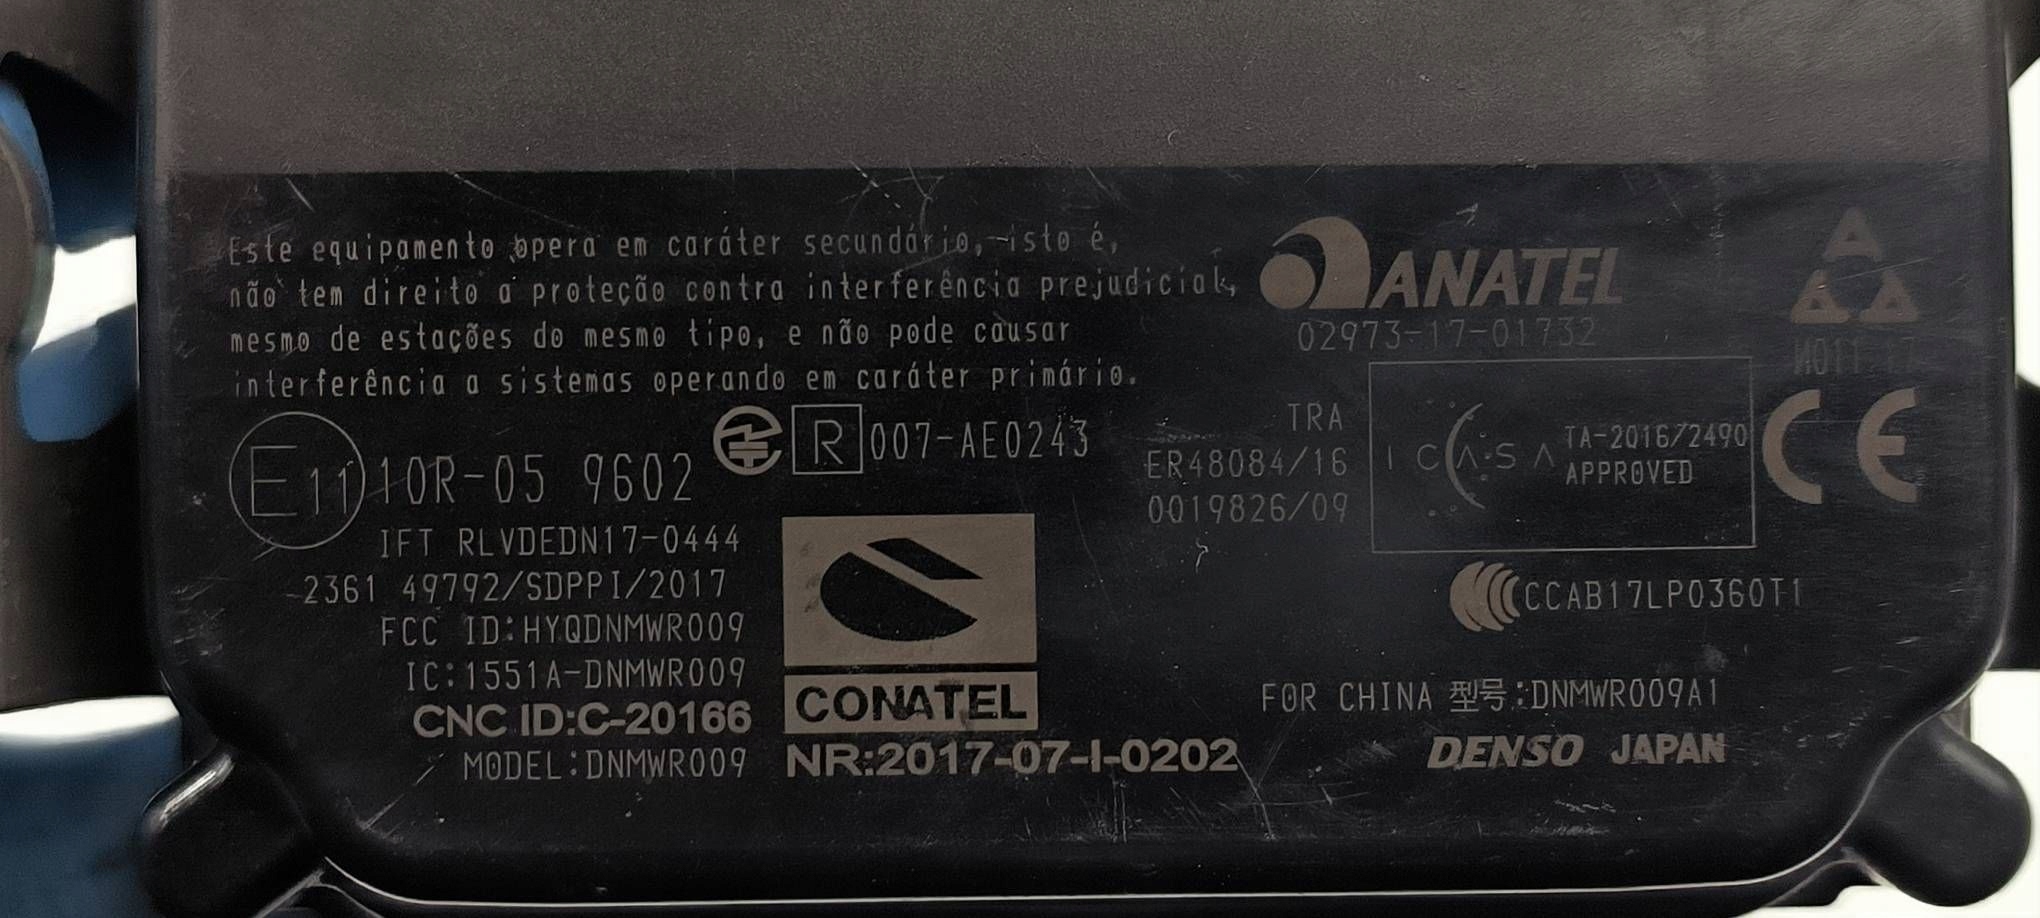 Este equipamento opera em caráter secundário, isto é,
não tem direito a proteção contra interferência prejudicial,
mesmo de estações do mesmo tipo, e não pode causar
interferência a sistemas operando em caráter primário.
ANATEL
02973-17-01732
AAA
E11 10R-05 9602
R 007-AE0243
TRA
ER48084/16
0019826/09
ICASA TA-2016/2490
APPROVED
CE
IFT RLVDEDN17-0444
2361 49792/SDPPI/2017
FCC ID:HYQDNMWR009
IC:1551A-DNMWR009
CNC ID:C-20166
MODEL:DNMWR009
CONATEL
NR:2017-07-I-0202
CCAB17LP0360T1
FOR CHINA 型号:DNMWR009A1
DENSO JAPAN